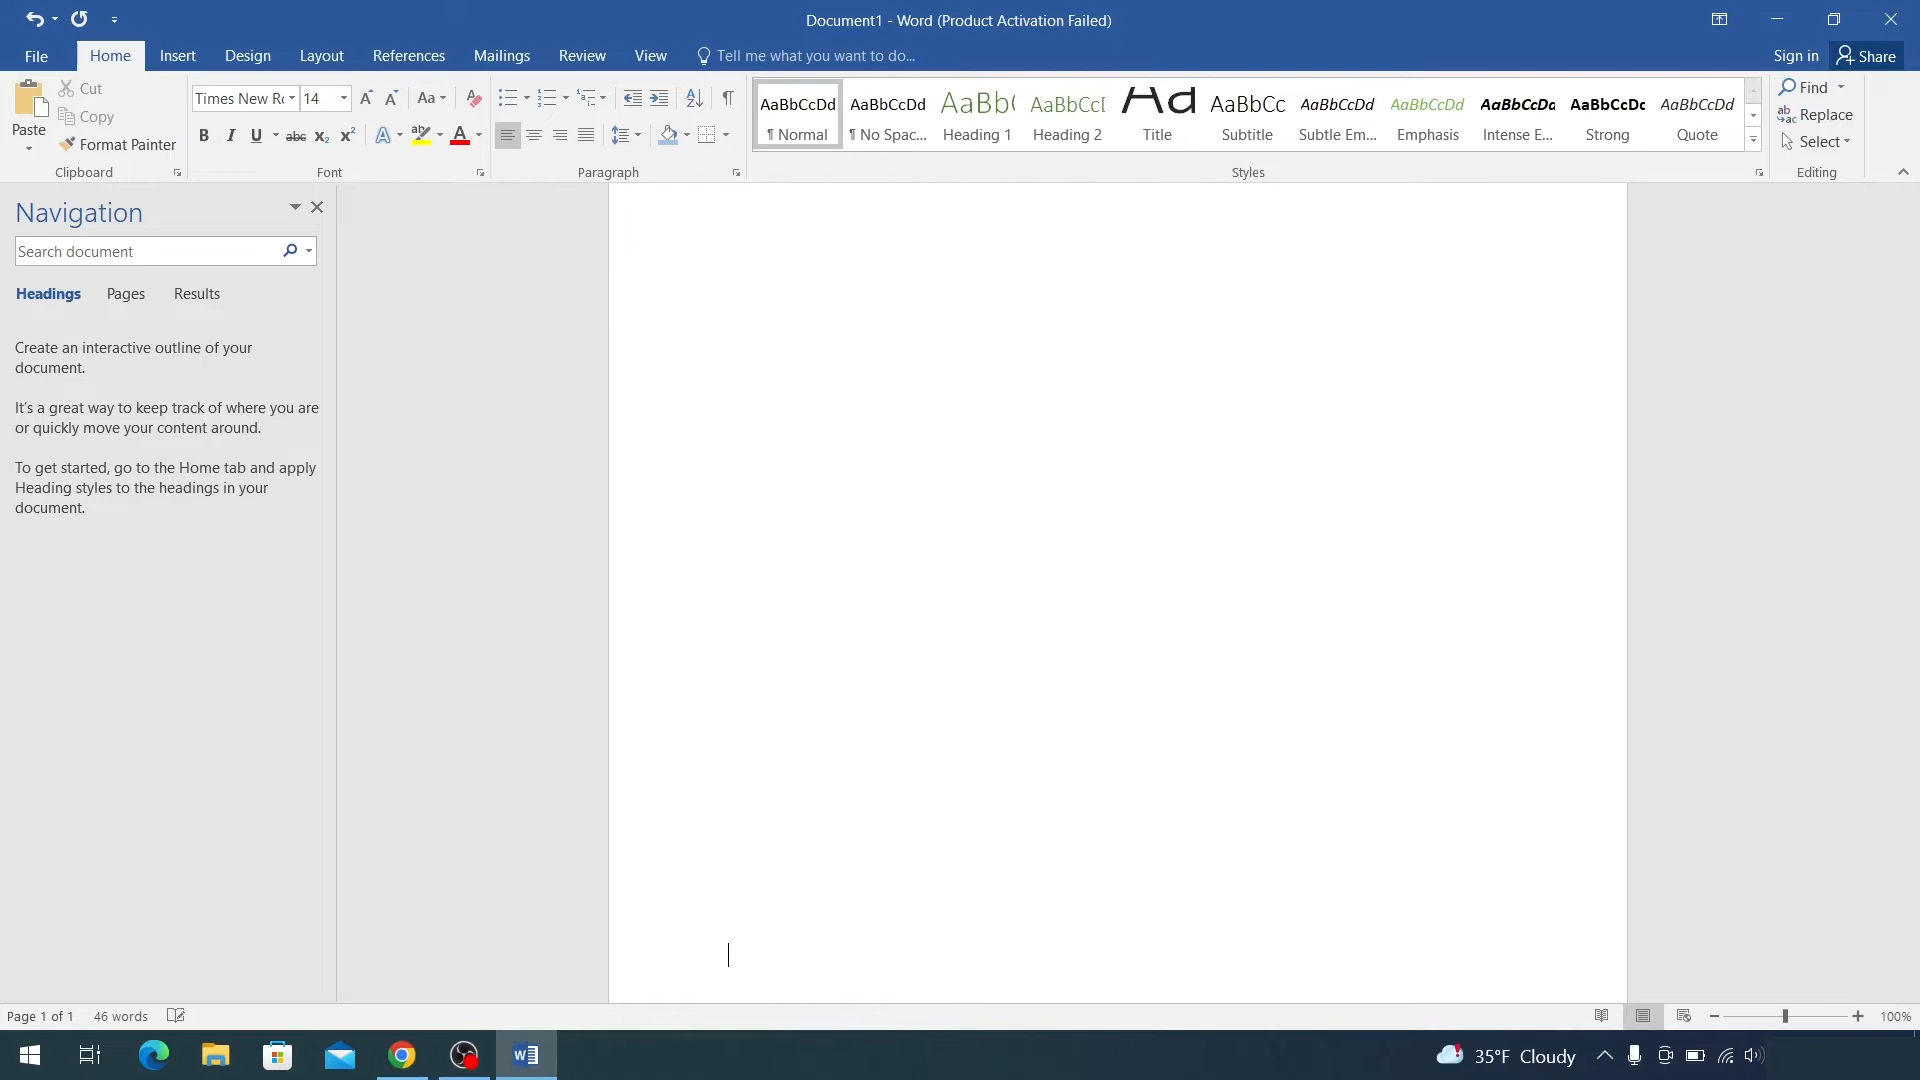 Document1 - Word (Product Activation Failed)
File Home Insert Design Layout References Mailings Review View Tell me what you want to do... Sign in Share
Paste Cut Copy Format Painter Clipboard
Times New Ro 14 Aa
B I U abc X₂ X² A ab A Font
Paragraph
AaBbCcDd AaBbCcDd AaBb( AaBbCc[ Ad AaBbCc AaBbCcDd AaBbCcDd AaBbCcDd AaBbCcDc AaBbCcDd
¶ Normal ¶ No Spac... Heading 1 Heading 2 Title Subtitle Subtle Em... Emphasis Intense E... Strong Quote
Styles
Find
Replace
Select
Editing
Navigation
Search document
Headings Pages Results
Create an interactive outline of your
document.
It's a great way to keep track of where you are
or quickly move your content around.
To get started, go to the Home tab and apply
Heading styles to the headings in your
document.
Page 1 of 1 46 words 100%
35°F Cloudy